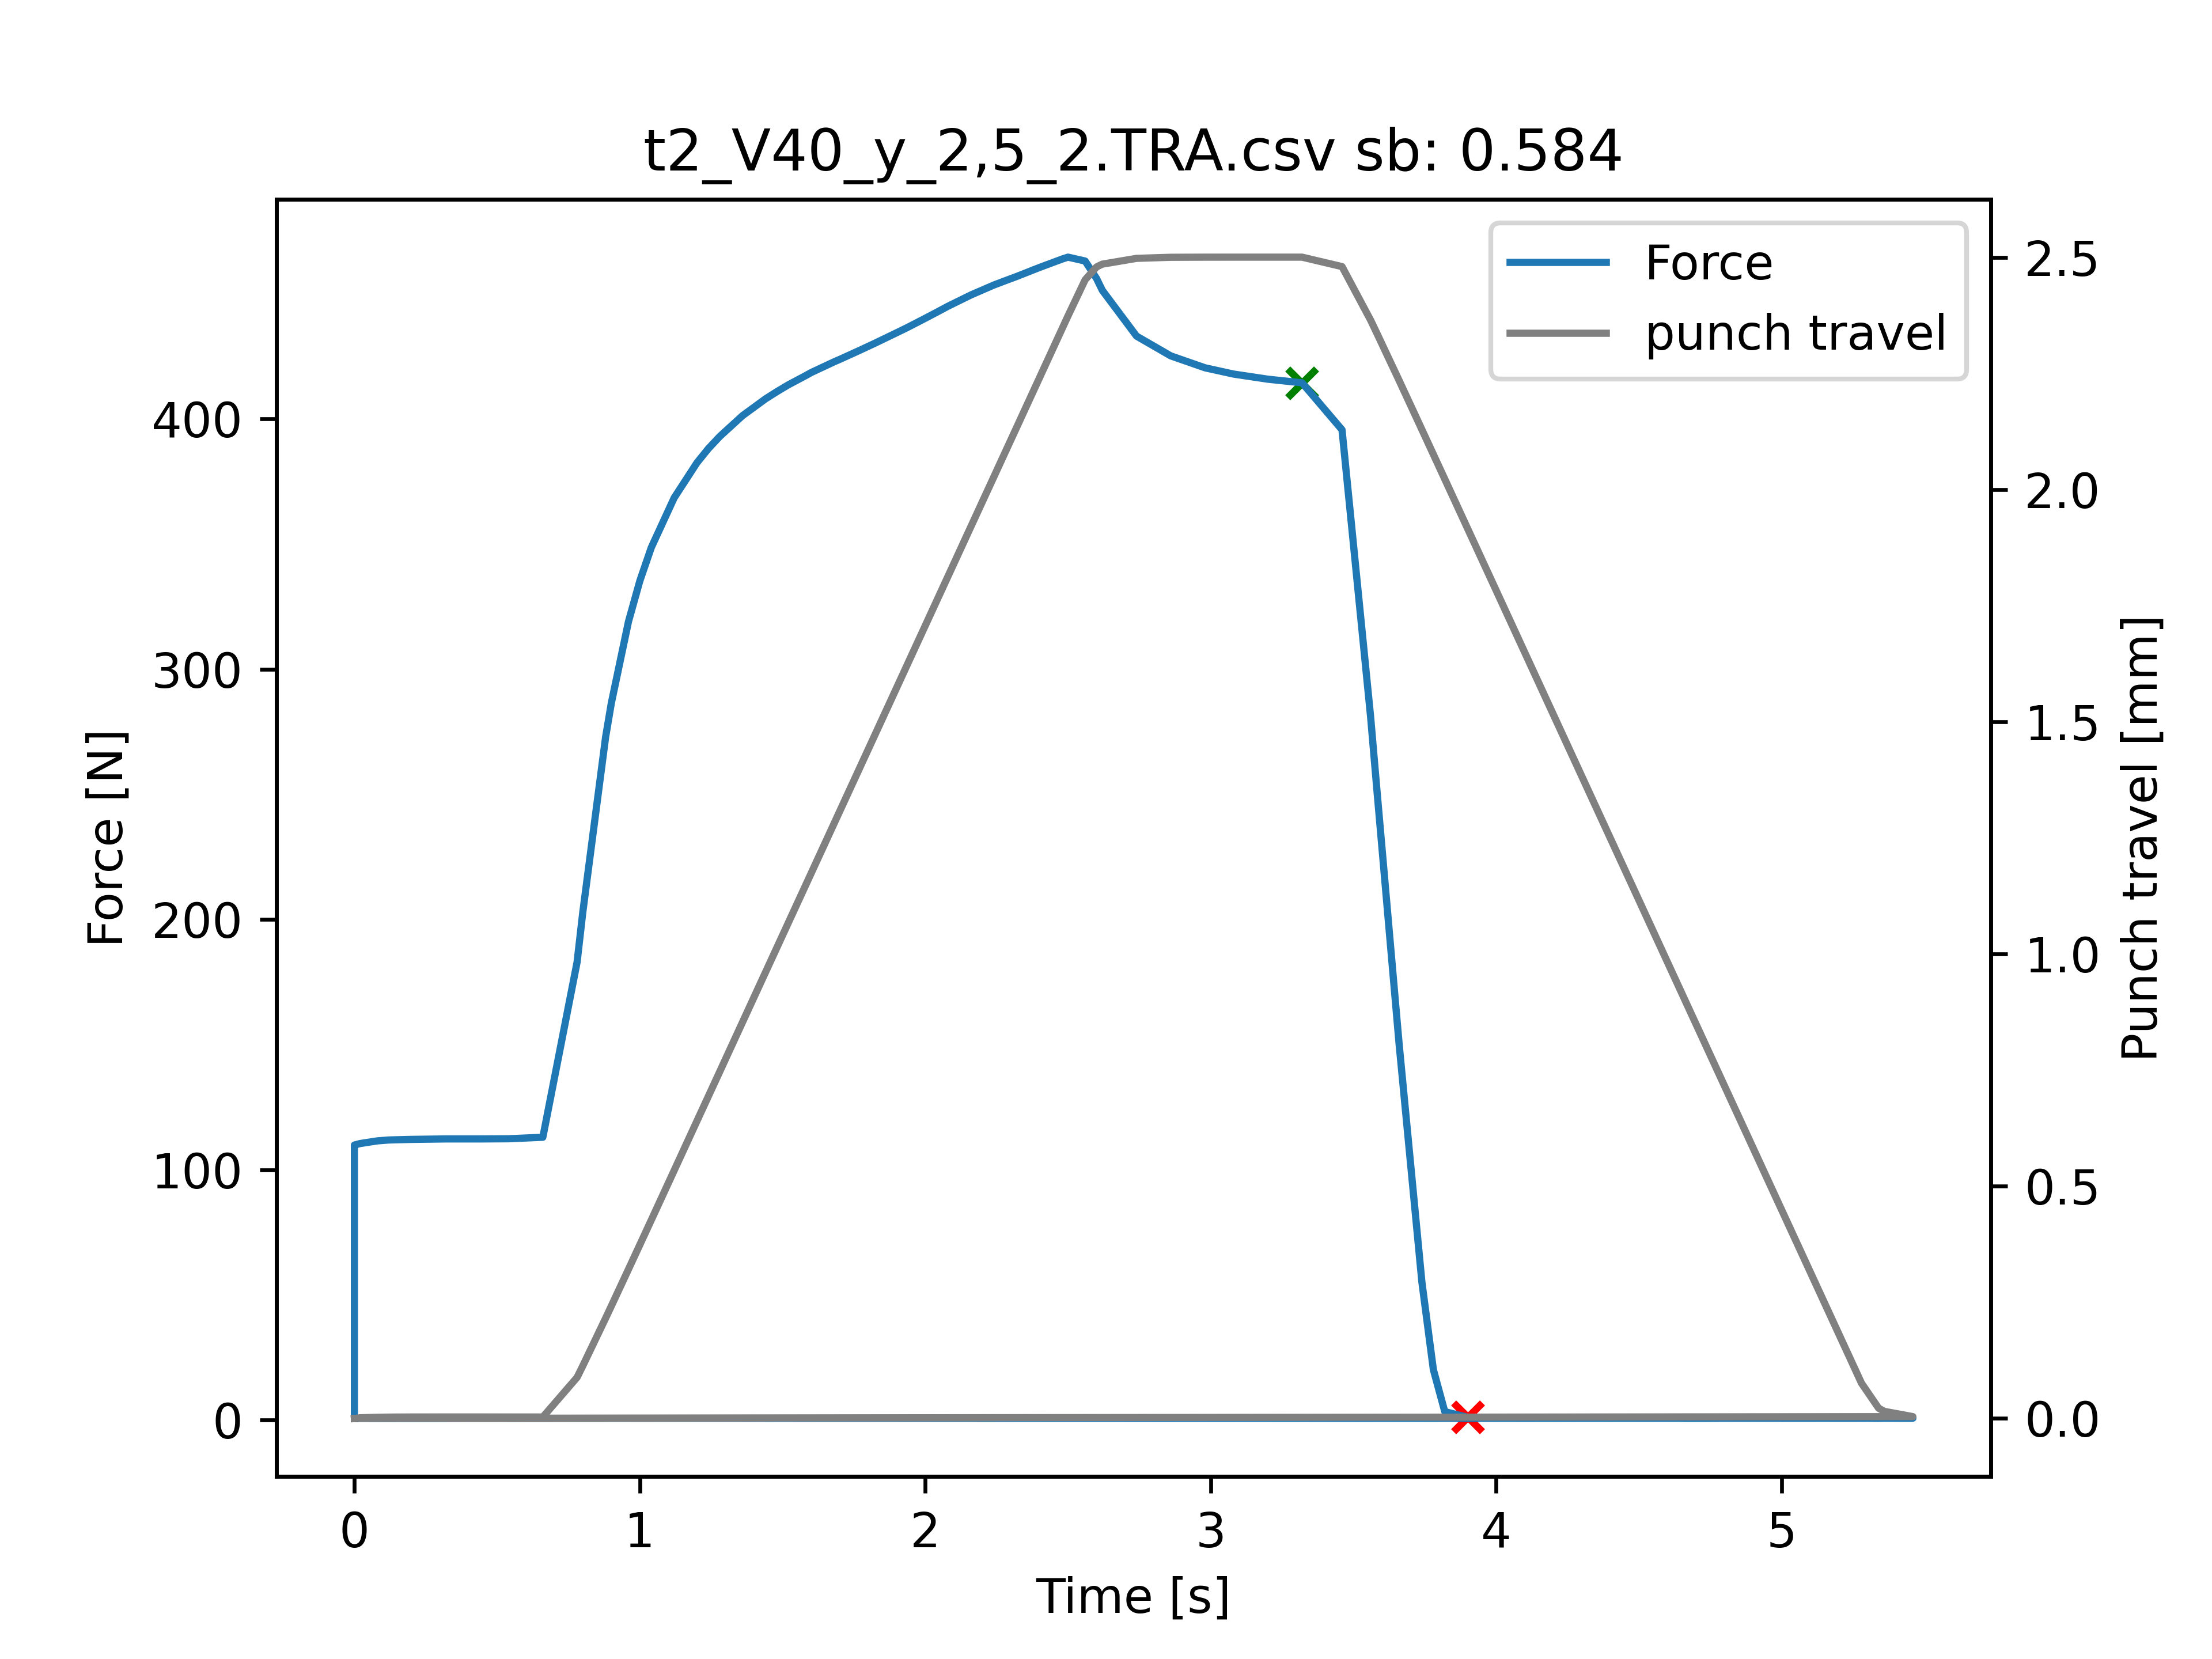 t2_V40_y_2,5_2.TRA.csv sb: 0.584
Force
punch travel
400
300
200
100
0
Force [N]
2.5
2.0
1.5
1.0
0.5
0.0
Punch travel [mm]
0 1 2 3 4 5
Time [s]